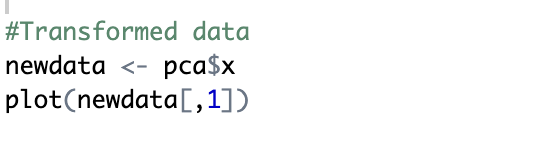 #Transformed data
newdata <- pca$x
plot(newdata[,1])